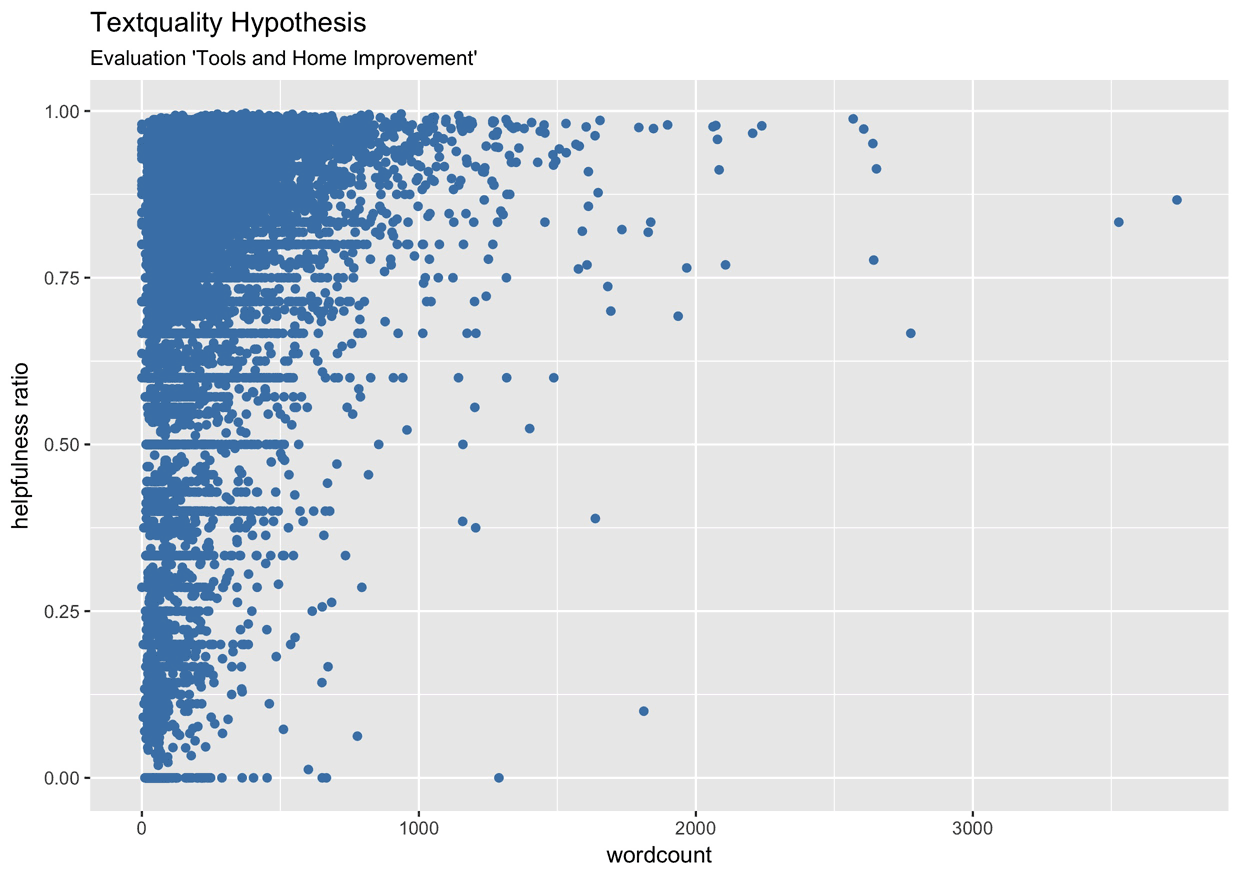 Textquality Hypothesis
Evaluation 'Tools and Home Improvement'
1.00
0.75
0.50
0.25
0.00
helpfulness ratio
0 1000 2000 3000
wordcount